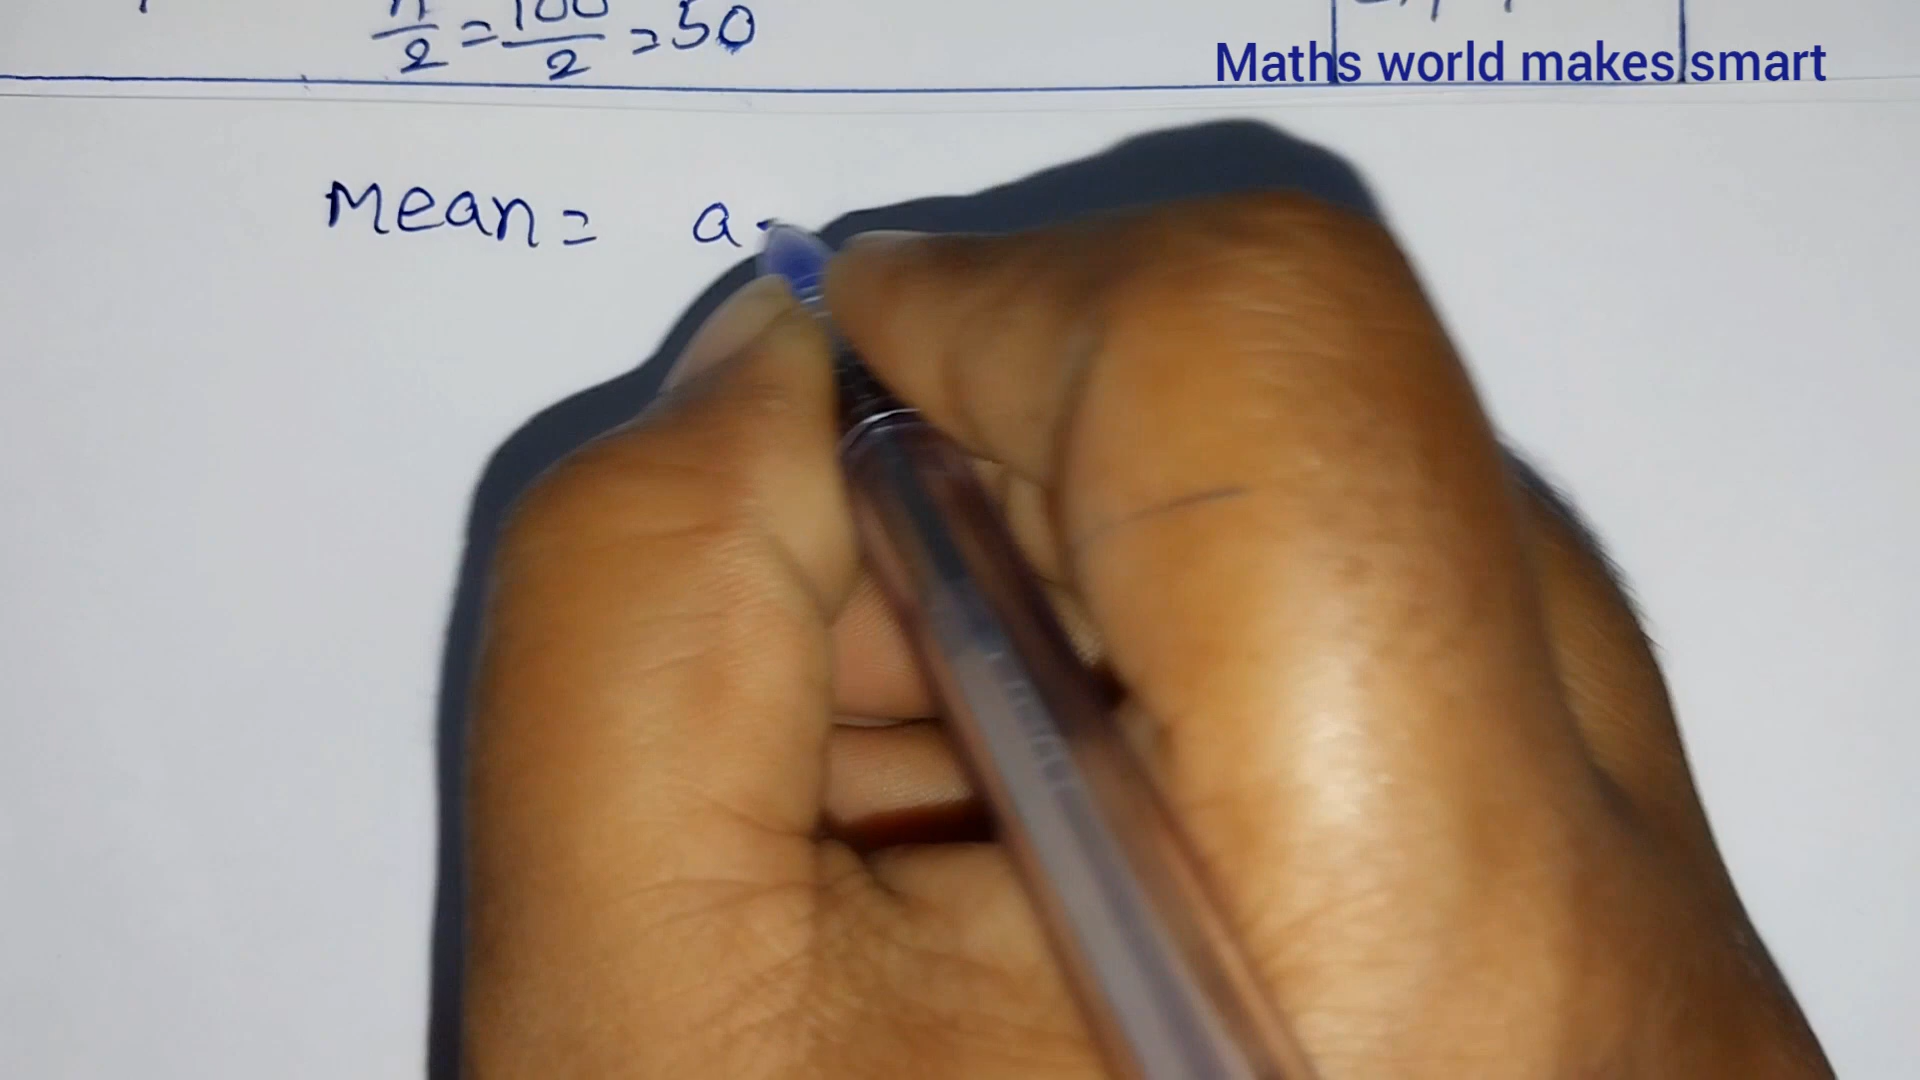 n/2 = 100/2 = 50
Maths world makes smart
Mean = a